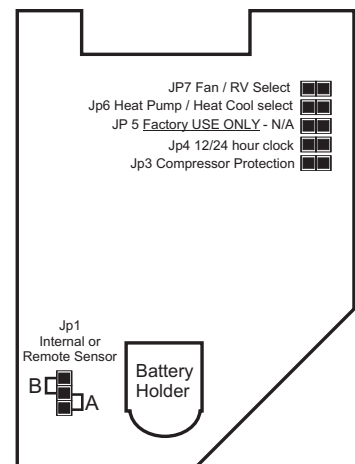 JP7 Fan / RV Select
Jp6 Heat Pump / Heat Cool select
JP 5 Factory USE ONLY - N/A
Jp4 12/24 hour clock
Jp3 Compressor Protection
Jp1
Internal or
Remote Sensor
B
A
Battery
Holder